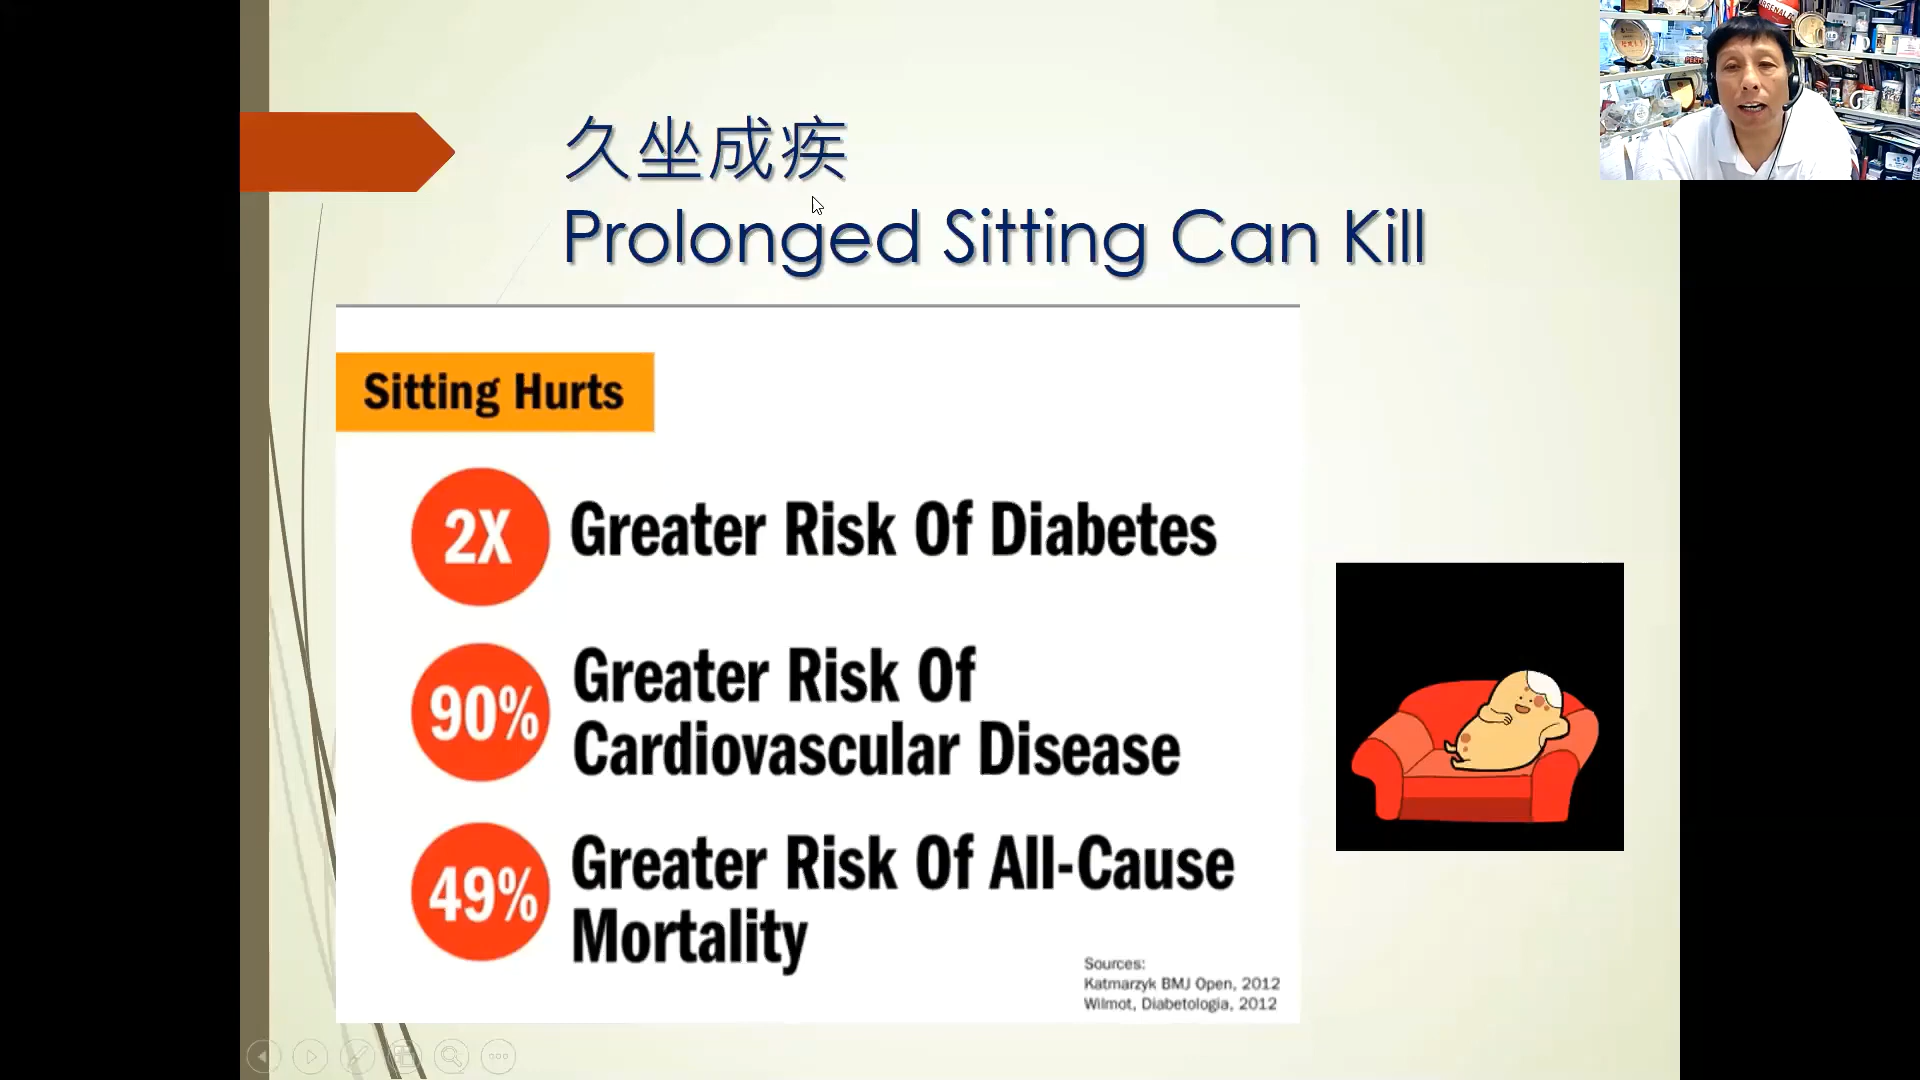 久坐成疾
Prolonged Sitting Can Kill
Sitting Hurts
2X
Greater Risk Of Diabetes
90%
Greater Risk Of
Cardiovascular Disease
49%
Greater Risk Of All-Cause
Mortality
Sources:
Katmarzyk BMJ Open, 2012
Wilmot, Diabetologia, 2012